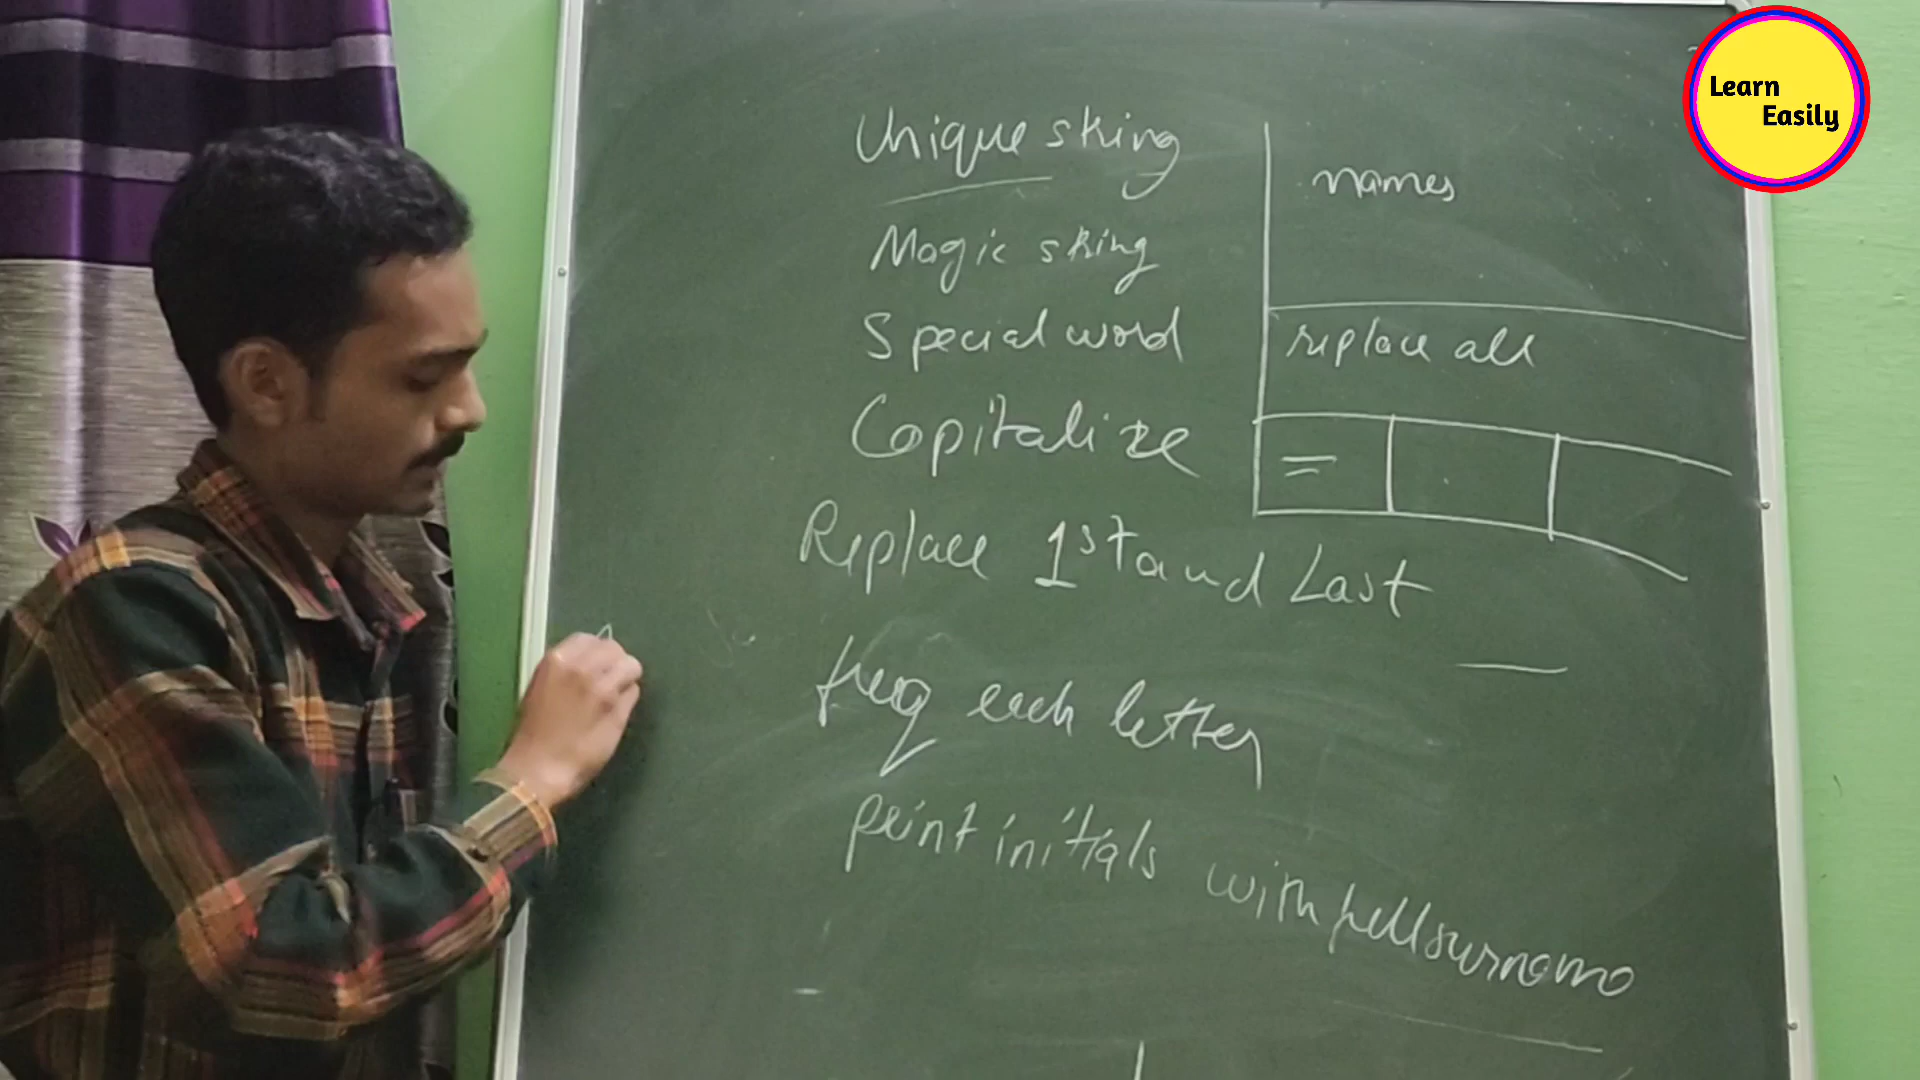 Unique string
Magic string
Special word
Capitalize
Replace 1st and Last
freq each letter
print initials with full surname
names
replace all
=
Learn
Easily